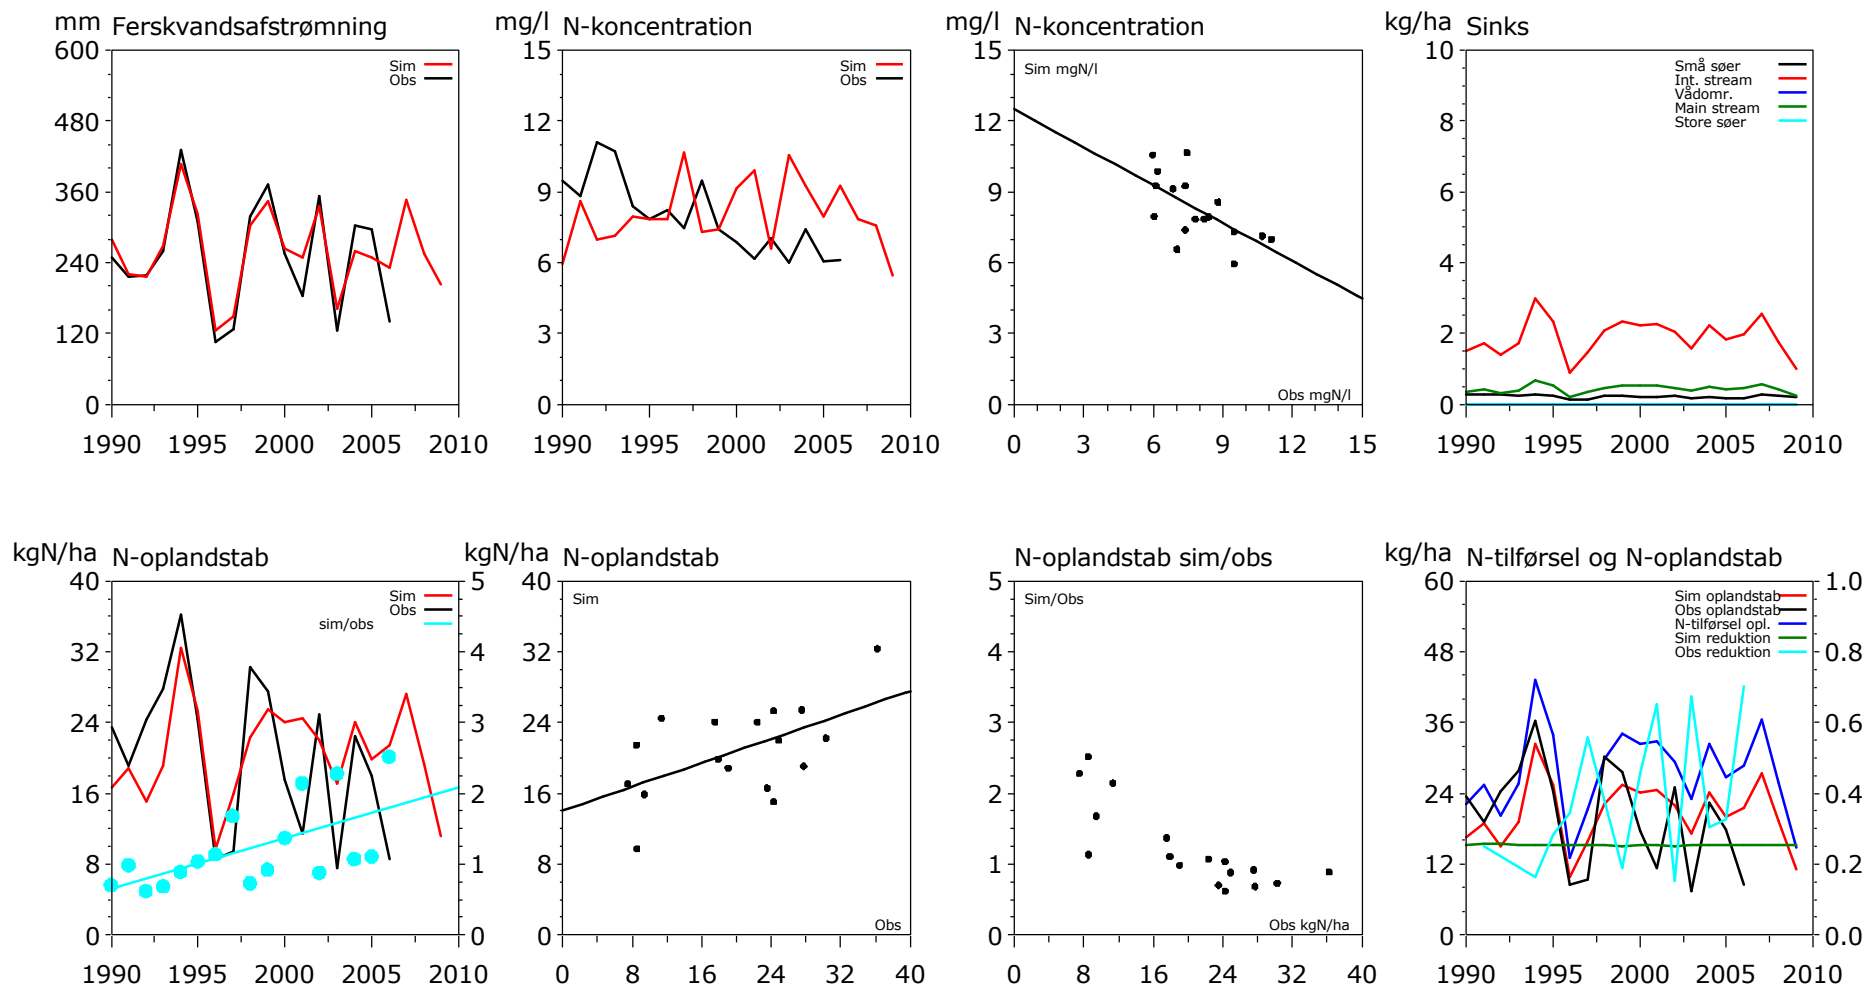 mm Ferskvandsafstrømning
600
480
360
240
120
0
1990 1995 2000 2005 2010
Sim
Obs
mg/l N-koncentration
15
12
9
6
3
0
1990 1995 2000 2005 2010
Sim
Obs
mg/l N-koncentration
15
12
9
6
3
0
0 3 6 9 12 15
Sim mgN/l
Obs mgN/l
kg/ha Sinks
10
8
6
4
2
0
1990 1995 2000 2005 2010
Små søer
Int. stream
Vådomr.
Main stream
Store søer
kgN/ha N-oplandstab
40
32
24
16
8
0
1990 1995 2000 2005 2010
5
4
3
2
1
0
Sim
Obs
sim/obs
kgN/ha N-oplandstab
40
32
24
16
8
0
0 8 16 24 32 40
Sim
Obs
N-oplandstab sim/obs
5
4
3
2
1
0
0 8 16 24 32 40
Sim/Obs
Obs kgN/ha
kg/ha N-tilførsel og N-oplandstab
60
48
36
24
12
0
1990 1995 2000 2005 2010
1.0
0.8
0.6
0.4
0.2
0.0
Sim oplandstab
Obs oplandstab
N-tilførsel opl.
Sim reduktion
Obs reduktion